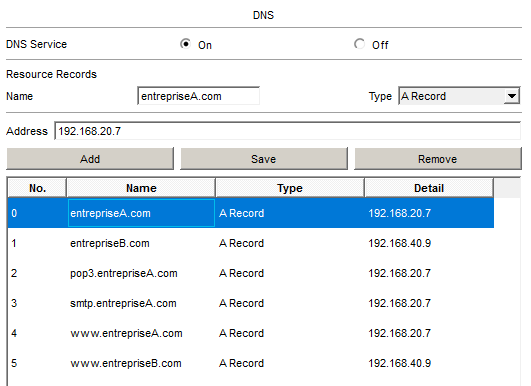 DNS
DNS Service On Off
Resource Records
Name entrepriseA.com Type A Record
Address 192.168.20.7
Add Save Remove
No. Name Type Detail
0 entrepriseA.com A Record 192.168.20.7
1 entrepriseB.com A Record 192.168.40.9
2 pop3.entrepriseA.com A Record 192.168.20.7
3 smtp.entrepriseA.com A Record 192.168.20.7
4 www.entrepriseA.com A Record 192.168.20.7
5 www.entrepriseB.com A Record 192.168.40.9